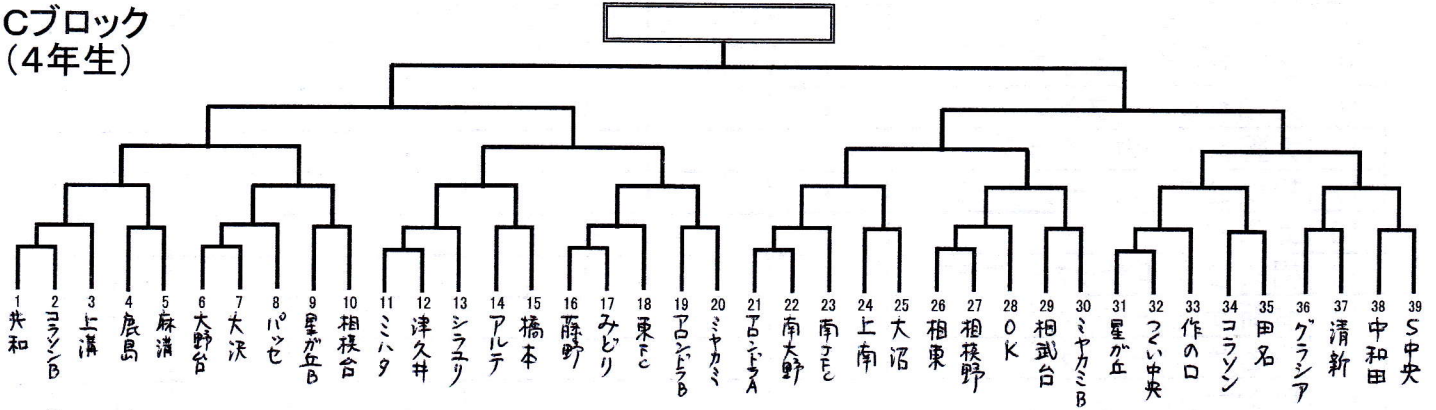 Cブロック
(4年生)
1 共和
2 コラソンB
3 上溝
4 鹿島
5 麻溝
6 大野台
7 大沢
8 パッセ
9 星が丘B
10 相模台
11 ミハタ
12 津久井
13 シラユリ
14 アルテ
15 橋本
16 藤野
17 みどり
18 東FC
19 アロンドラB
20 ミヤカミ
21 アロンドラA
22 南大野
23 南JFC
24 上南
25 大沼
26 相東
27 相模野
28 OK
29 相武台
30 ミヤカミB
31 星が丘
32 つくい中央
33 作の口
34 コラソン
35 田名
36 グラシア
37 清新
38 中和田
39 S中央